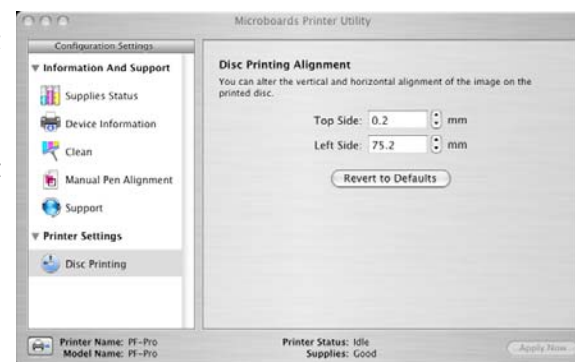 Microboards Printer Utility
Configuration Settings
Information And Support
Supplies Status
Device Information
Clean
Manual Pen Alignment
Support
Printer Settings
Disc Printing
Disc Printing Alignment
You can alter the vertical and horizontal alignment of the image on the
printed disc.
Top Side: 0.2 mm
Left Side: 75.2 mm
Revert to Defaults
Printer Name: PF-Pro
Model Name: PF-Pro
Printer Status: Idle
Supplies: Good
Apply Now